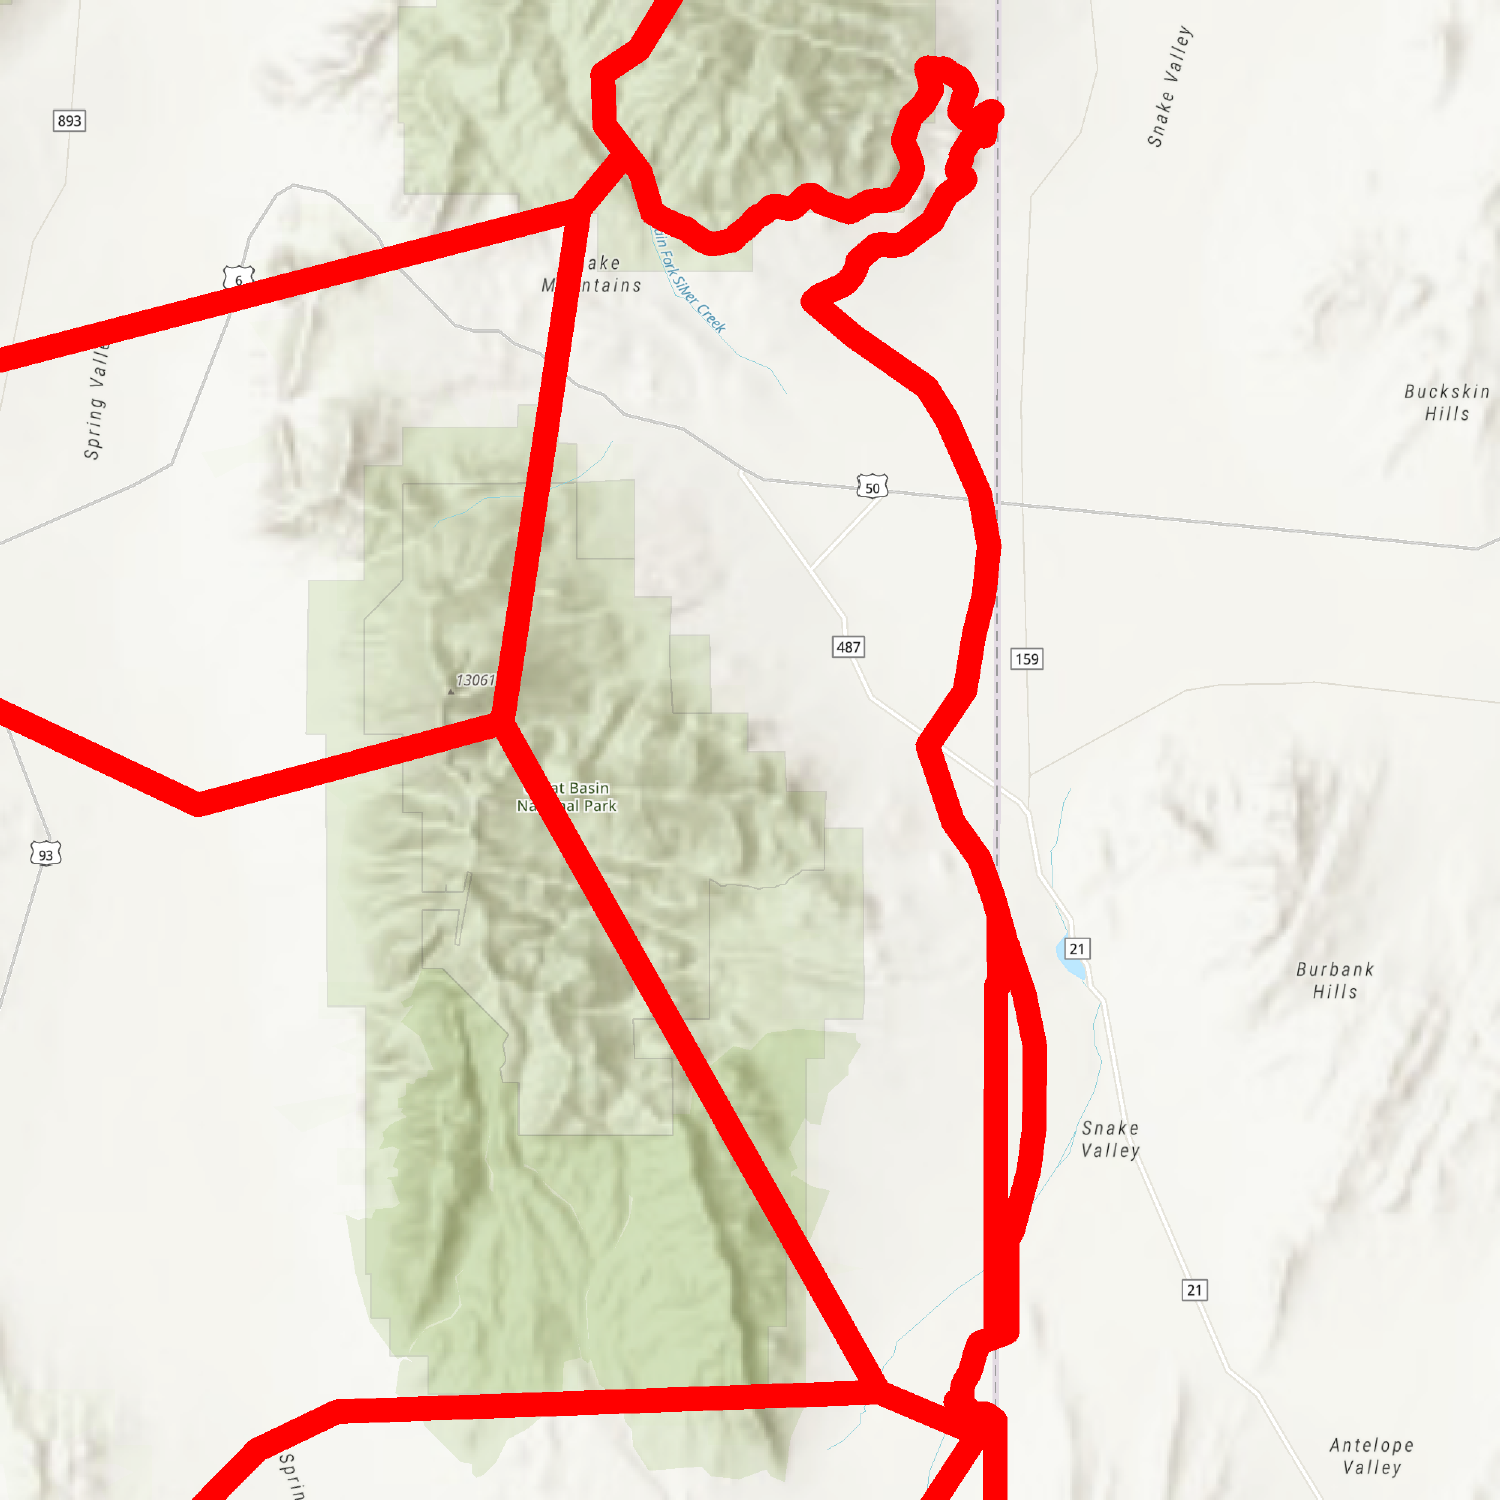 Snake Valley
893
6
ake
ntains
ain Fork Silver Creek
Spring Valle
Buckskin
Hills
50
487
159
13061
at Basin
Na al Park
93
21
Burbank
Hills
Snake
Valley
21
Antelope
Valley
Sprin